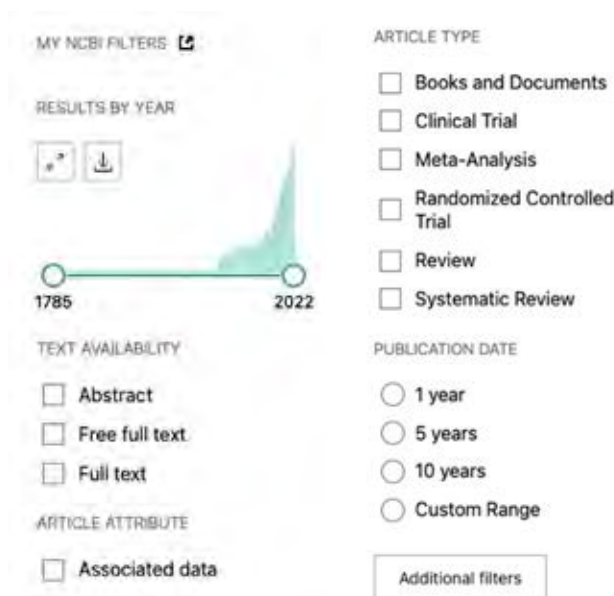 MY NCBI FILTERS
RESULTS BY YEAR
1785
2022
TEXT AVAILABILITY
Abstract
Free full text
Full text
ARTICLE ATTRIBUTE
Associated data
ARTICLE TYPE
Books and Documents
Clinical Trial
Meta-Analysis
Randomized Controlled
Trial
Review
Systematic Review
PUBLICATION DATE
1 year
5 years
10 years
Custom Range
Additional filters